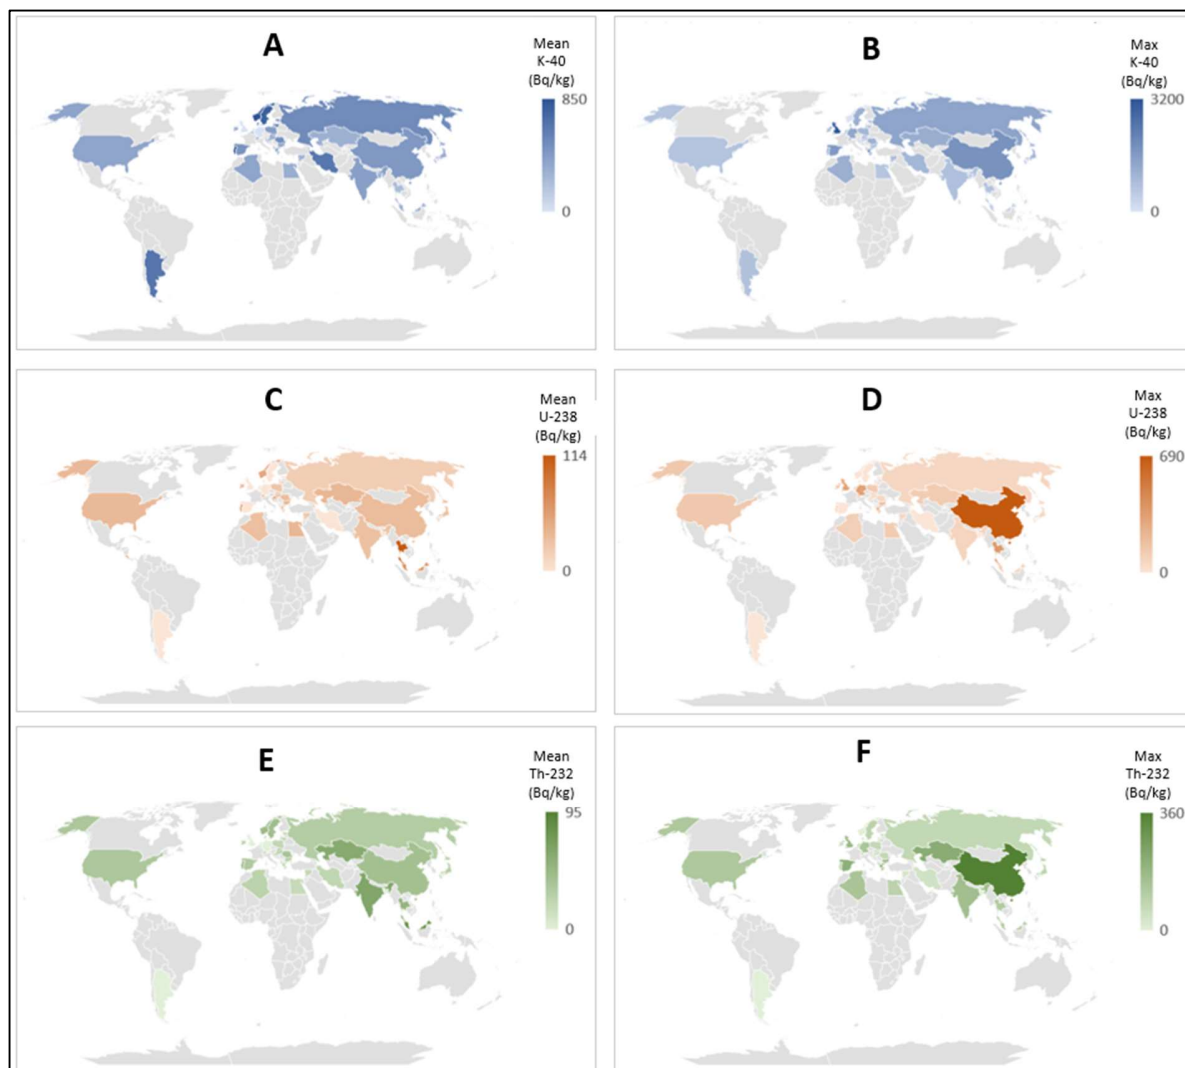 A
Mean
K-40
(Bq/kg)
850
0
B
Max
K-40
(Bq/kg)
3200
0
C
Mean
U-238
(Bq/kg)
114
0
D
Max
U-238
(Bq/kg)
690
0
E
Mean
Th-232
(Bq/kg)
95
0
F
Max
Th-232
(Bq/kg)
360
0